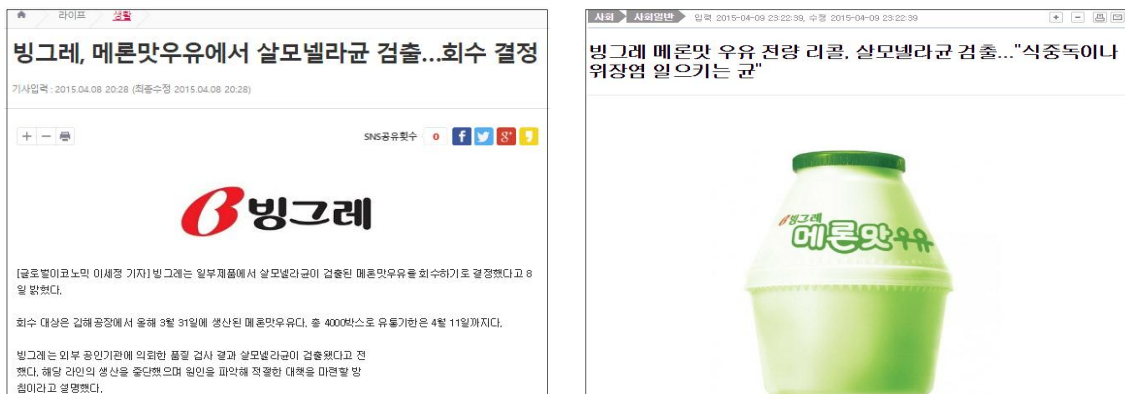 라이프
생활
빙그레, 메론맛우유에서 살모넬라균 검출...회수 결정
기사입력 : 2015.04.08 20:28 (최종수정 2015.04.08 20:28)
+ −
SNS공유횟수 0 f g+
빙그레
[글로벌이코노믹 이세정 기자] 빙그레는 일부제품에서 살모넬라균이 검출된 메론맛우유를 회수하기로 결정했다고 8
일 밝혔다.
회수 대상은 김해공장에서 올해 3월 31일에 생산된 메론맛우유다. 총 4000박스로 유통기한은 4월 11일까지다.
빙그레는 외부 공인기관에 의뢰한 품질 검사 결과 살모넬라균이 검출됐다고 전
했다. 해당 라인의 생산을 중단했으며 원인을 파악해 적절한 대책을 마련할 방
침이라고 설명했다.
사회 사회일반 입력 2015-04-09 23:22:39, 수정 2015-04-09 23:22:39
+ −
빙그레 메론맛 우유 전량 리콜, 살모넬라균 검출..."식중독이나
위장염 일으키는 균"
빙그레
메론맛우유